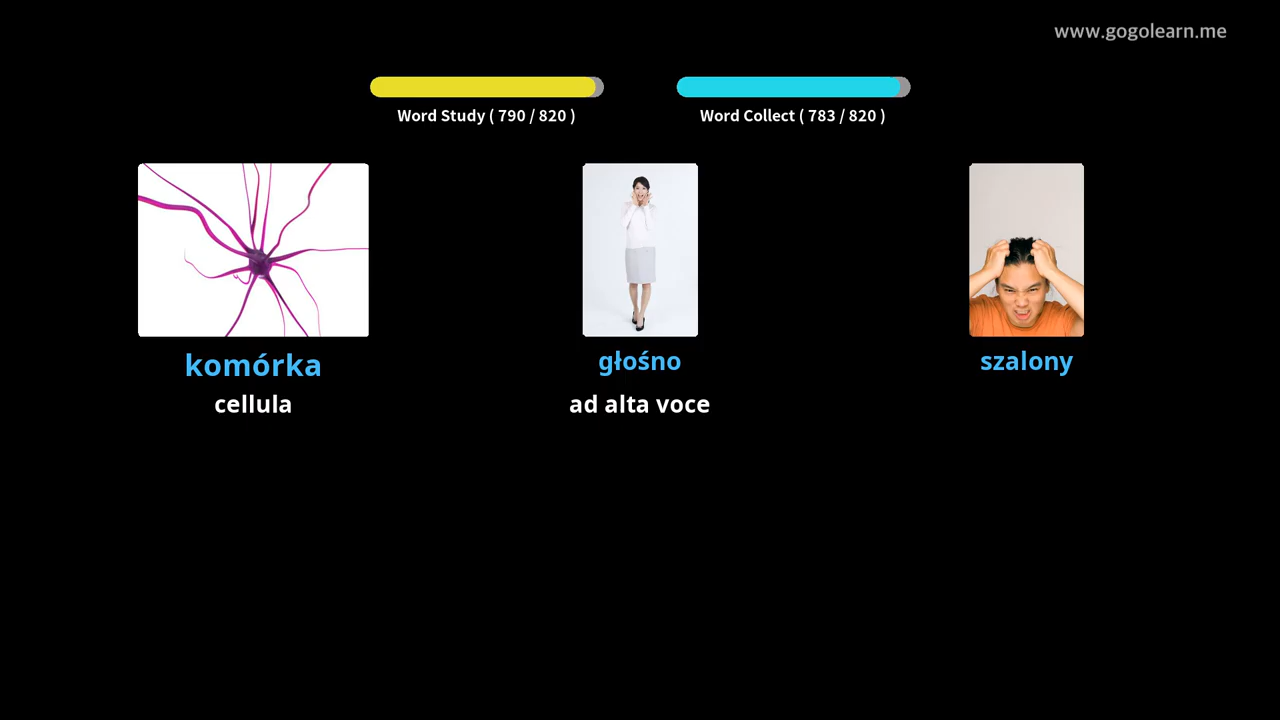 www.gogolearn.me
Word Study ( 790 / 820 )
Word Collect ( 783 / 820 )
komórka
głośno
szalony
cellula
ad alta voce